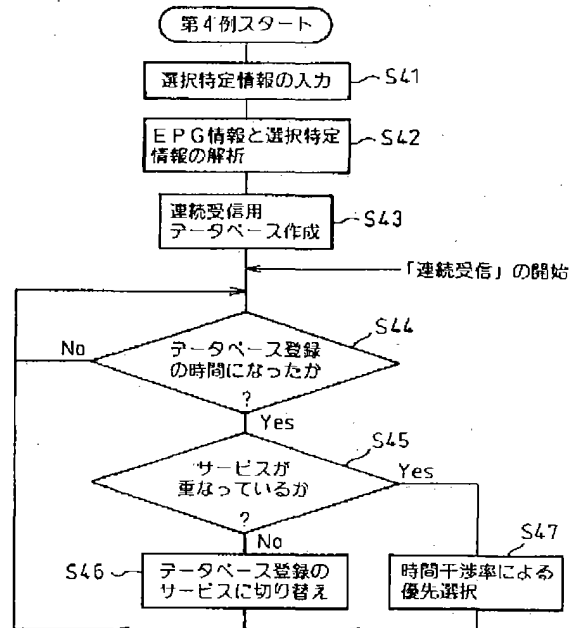 第4例スタート
選択特定情報の入力
S41
EPG情報と選択特定
情報の解析
S42
連続受信用
データベース作成
S43
「連続受信」の開始
S44
No
データベース登録
の時間になったか
?
Yes
S45
サービスが
重なっているか
?
Yes
No
S47
S46
データベース登録の
サービスに切り替え
時間干渉率による
優先選択